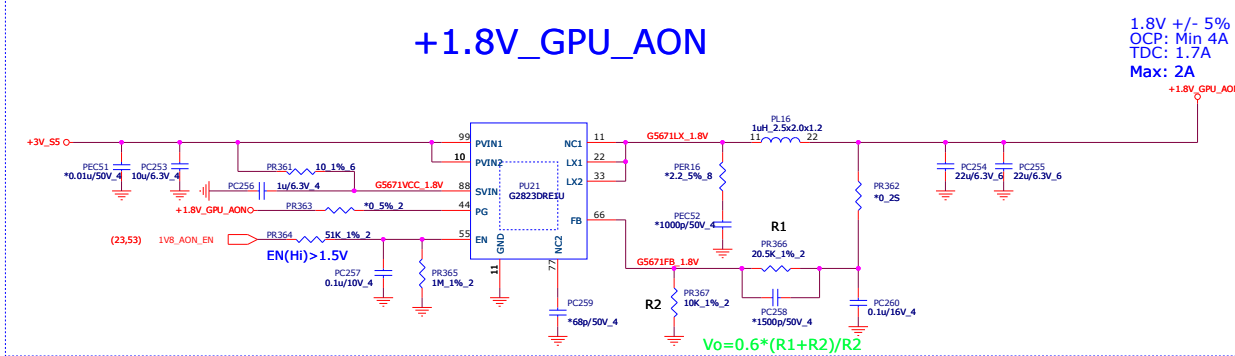 +1.8V_GPU_AON
1.8V +/- 5%
OCP: Min 4A
TDC: 1.7A
Max: 2A
+1.8V_GPU_AON
+3V_S5
PEC51
*0.01u/50V_4
PC253
10u/6.3V_4
PR361
10_1%_6
PC256
1u/6.3V_4
G5671VCC_1.8V
+1.8V_GPU_AON
PR363
*0_5%_2
(23,53)
1V8_AON_EN
PR364
51K_1%_2
EN(Hi)>1.5V
PC257
0.1u/10V_4
PR365
1M_1%_2
99
PVIN1
10
PVIN2
88
SVIN
44
PG
55
EN
PU21
G2823DRE1U
NC1
11
LX1
22
LX2
33
FB
66
GND
11
NC2
77
PC259
*68p/50V_4
G5671LX_1.8V
PER16
*2.2_5%_8
PEC52
*1000p/50V_4
PL16
1uH_2.5x2.0x1.2
11
22
PC254
22u/6.3V_6
PC255
22u/6.3V_6
PR362
*0_2S
R1
PR366
20.5K_1%_2
G5671FB_1.8V
R2
PR367
10K_1%_2
PC258
*1500p/50V_4
PC260
0.1u/16V_4
Vo=0.6*(R1+R2)/R2